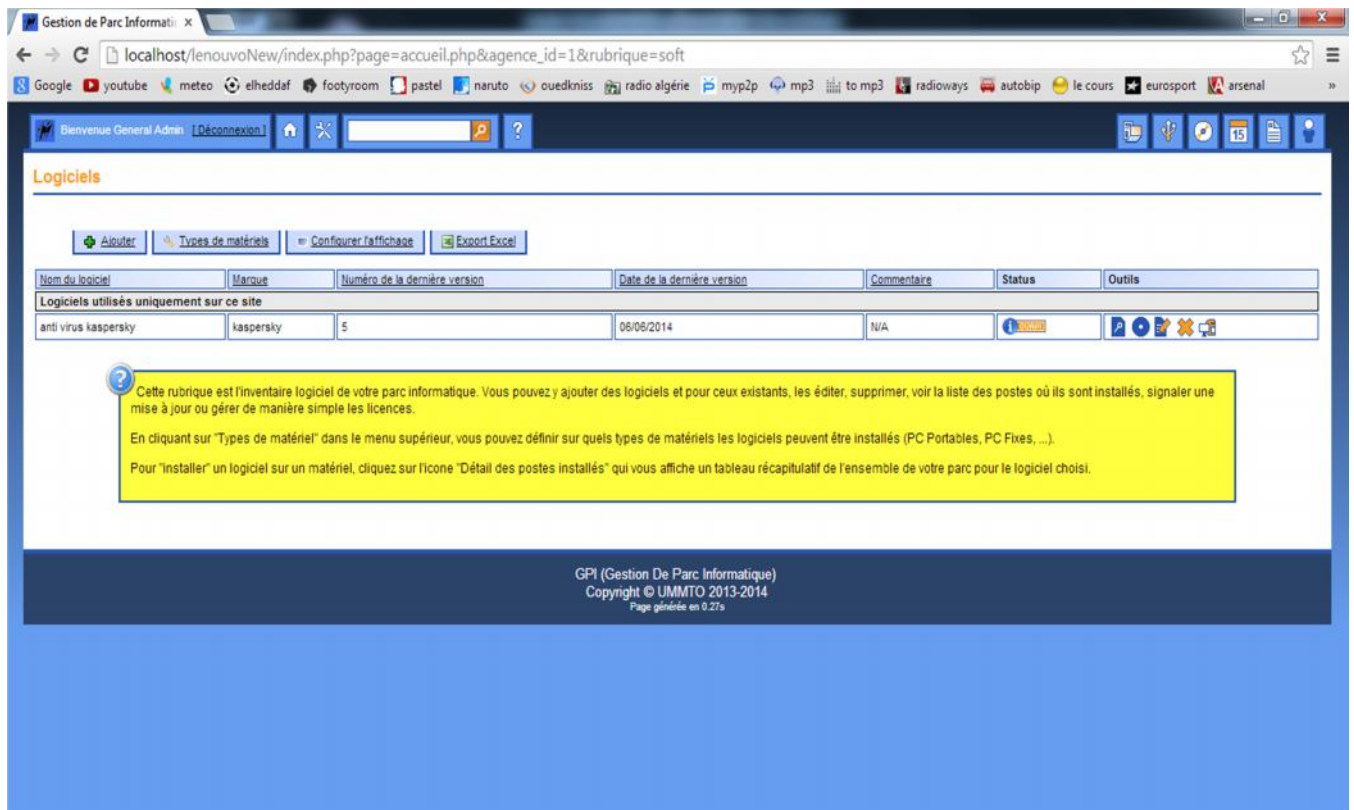 Gestion de Parc Informati
localhost/lenouvoNew/index.php?page=accueil.php&agence_id=1&rubrique=soft
Google youtube meteo elheddaf footyroom pastel naruto ouedkniss radio algérie myp2p mp3 to mp3 radioways autobip le cours eurosport arsenal »
Bienvenue General Admin [Déconnexion] ? 15
Logiciels
Ajouter Types de matériels Configurer l'affichage Export Excel
Nom du logiciel Marque Numéro de la dernière version Date de la dernière version Commentaire Status Outils
Logiciels utilisés uniquement sur ce site
anti virus kaspersky kaspersky 5 06/06/2014 N/A
Cette rubrique est l'inventaire logiciel de votre parc informatique. Vous pouvez y ajouter des logiciels et pour ceux existants, les éditer, supprimer, voir la liste des postes où ils sont installés, signaler une
mise à jour ou gérer de manière simple les licences.
En cliquant sur "Types de matériel" dans le menu supérieur, vous pouvez définir sur quels types de matériels les logiciels peuvent être installés (PC Portables, PC Fixes, ...).
Pour "installer" un logiciel sur un matériel, cliquez sur l'icone "Détail des postes installés" qui vous affiche un tableau récapitulatif de l'ensemble de votre parc pour le logiciel choisi.
GPI (Gestion De Parc Informatique)
Copyright © UMMTO 2013-2014
Page générée en 0.27s